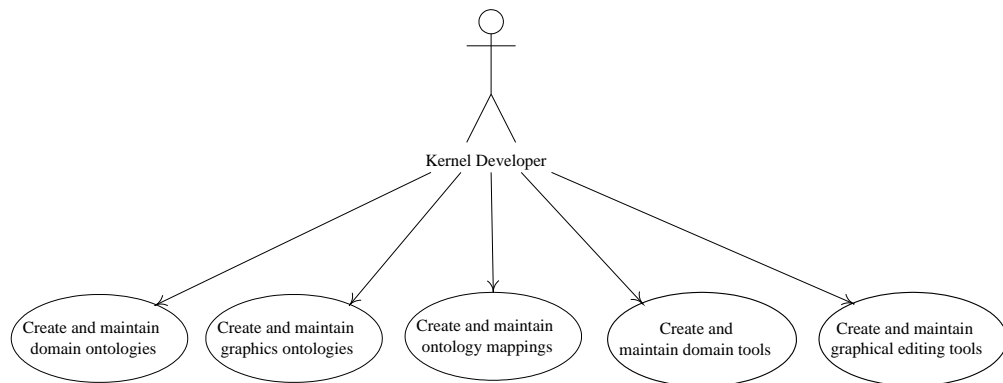 Kernel Developer
Create and maintain
domain ontologies
Create and maintain
graphics ontologies
Create and maintain
ontology mappings
Create and
maintain domain tools
Create and maintain
graphical editing tools